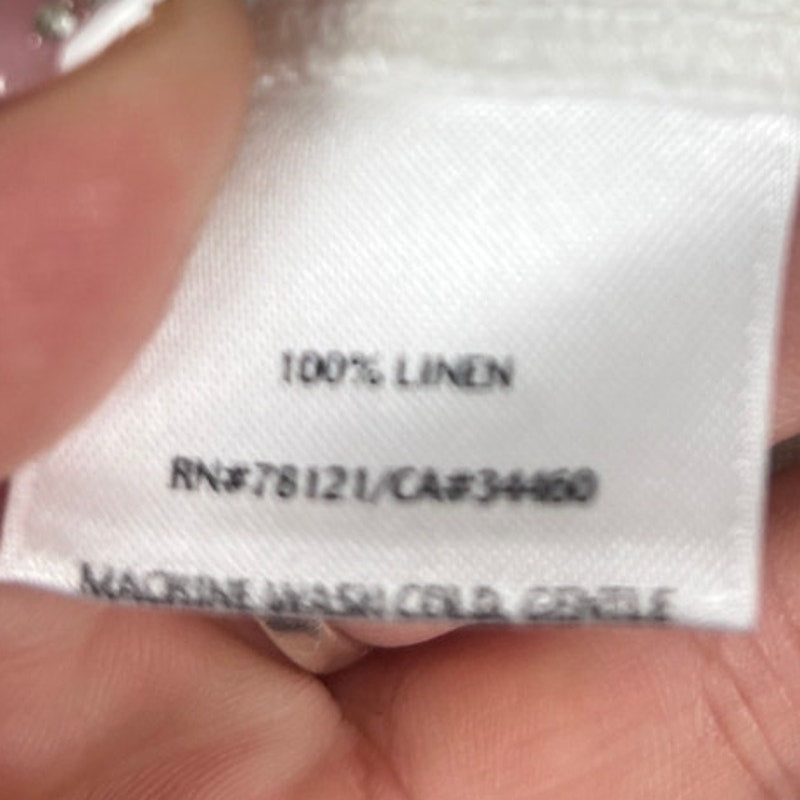 100% LINEN
RN#78121/CA#34460
MACHINE WASH COLD, GENTLE